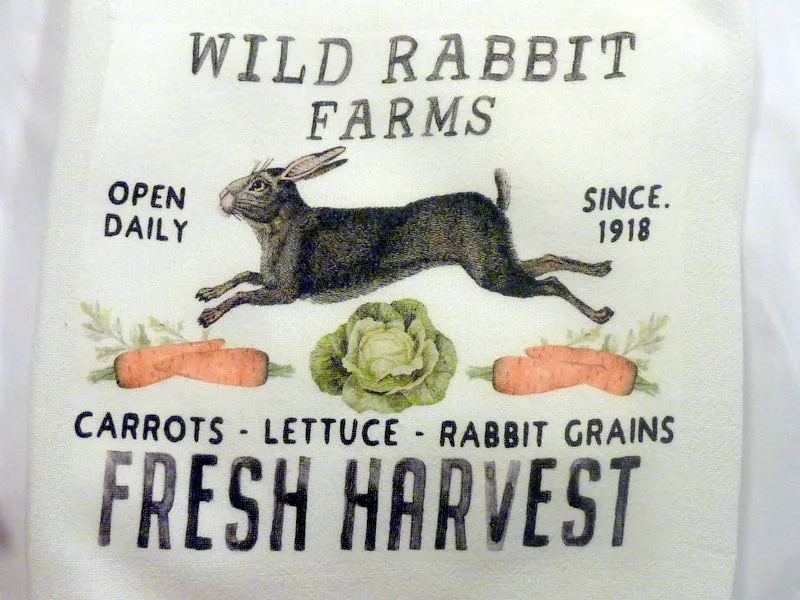 WILD RABBIT
FARMS
OPEN
DAILY
SINCE.
1918
CARROTS - LETTUCE - RABBIT GRAINS
FRESH HARVEST